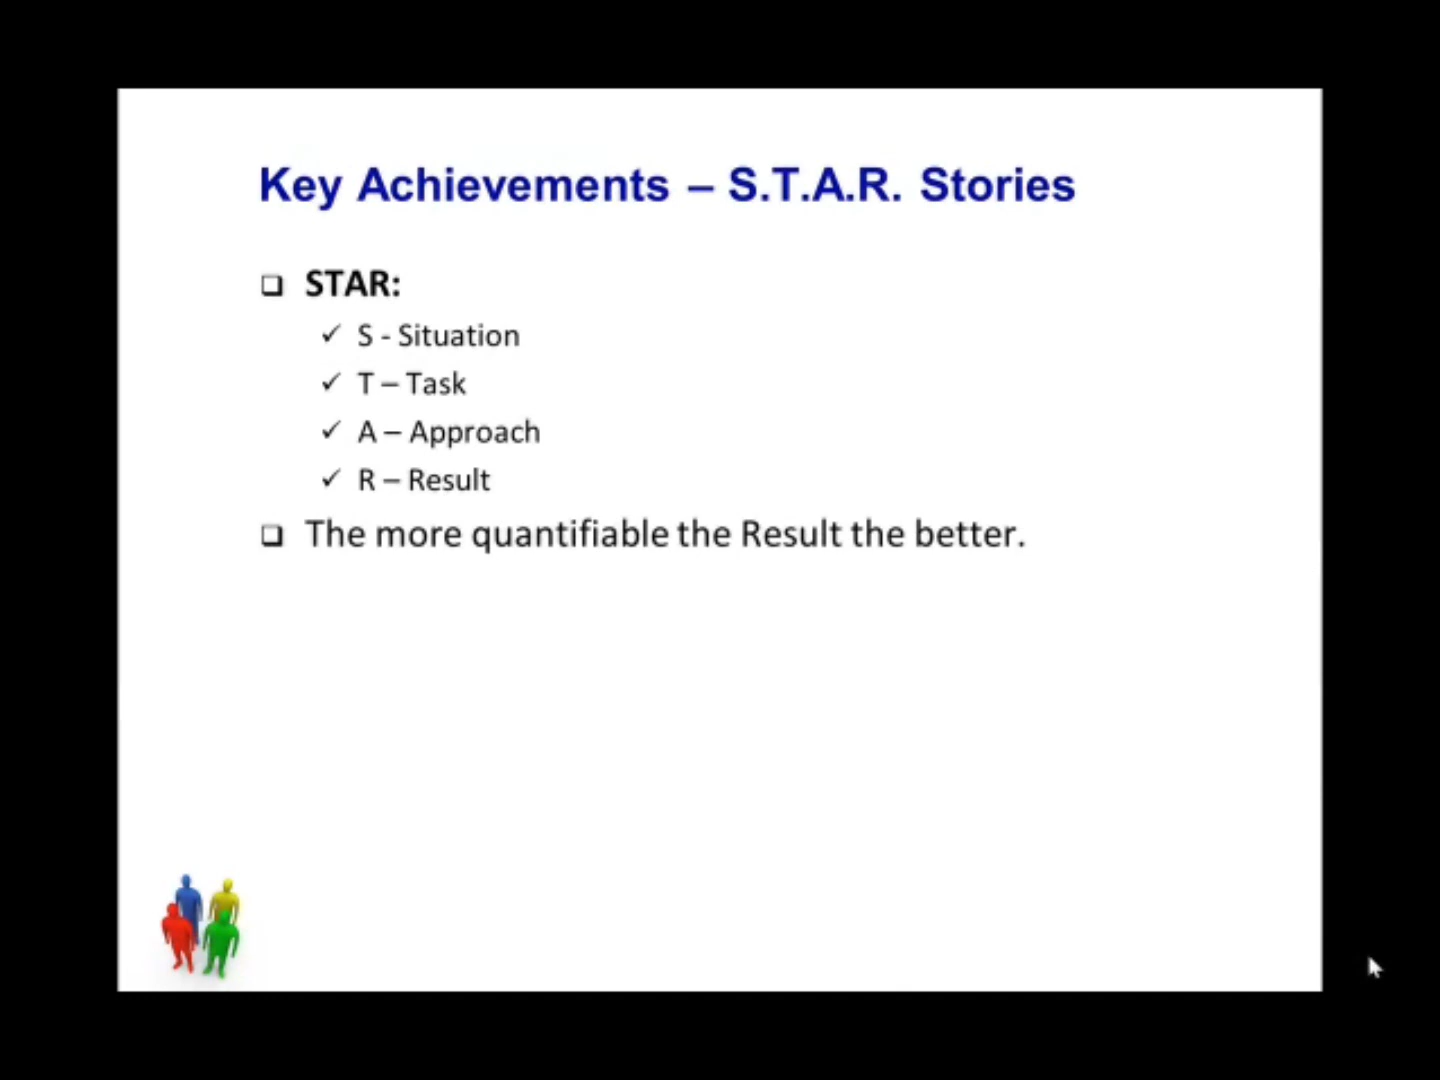 Key Achievements – S.T.A.R. Stories
STAR:
S - Situation
T – Task
A – Approach
R – Result
The more quantifiable the Result the better.